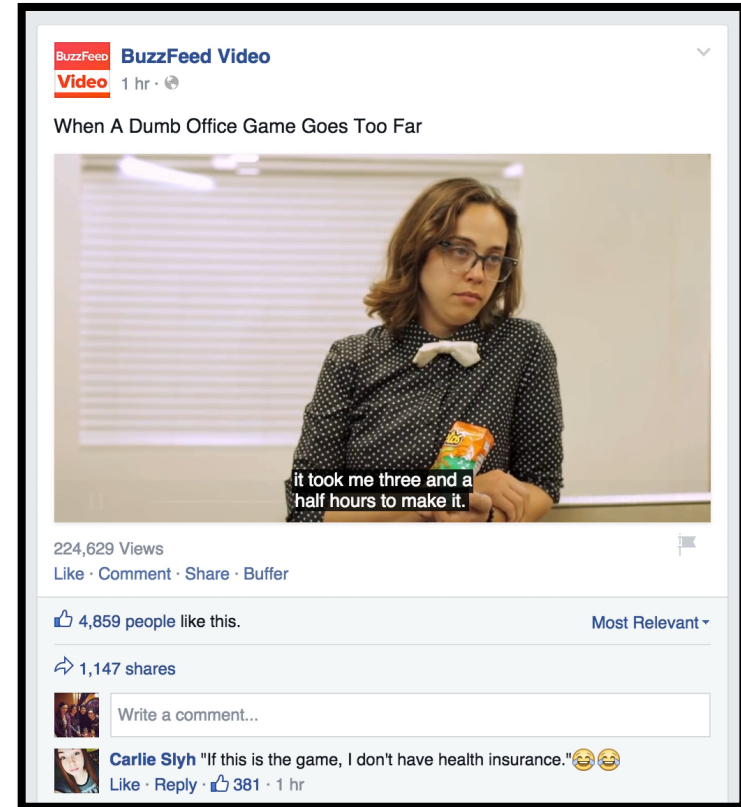 BuzzFeed
Video
BuzzFeed Video
1 hr ·
When A Dumb Office Game Goes Too Far
it took me three and a
half hours to make it.
224,629 Views
Like · Comment · Share · Buffer
4,859 people like this.
Most Relevant
1,147 shares
Write a comment...
Carlie Slyh "If this is the game, I don't have health insurance."😂😂
Like · Reply · 381 · 1 hr